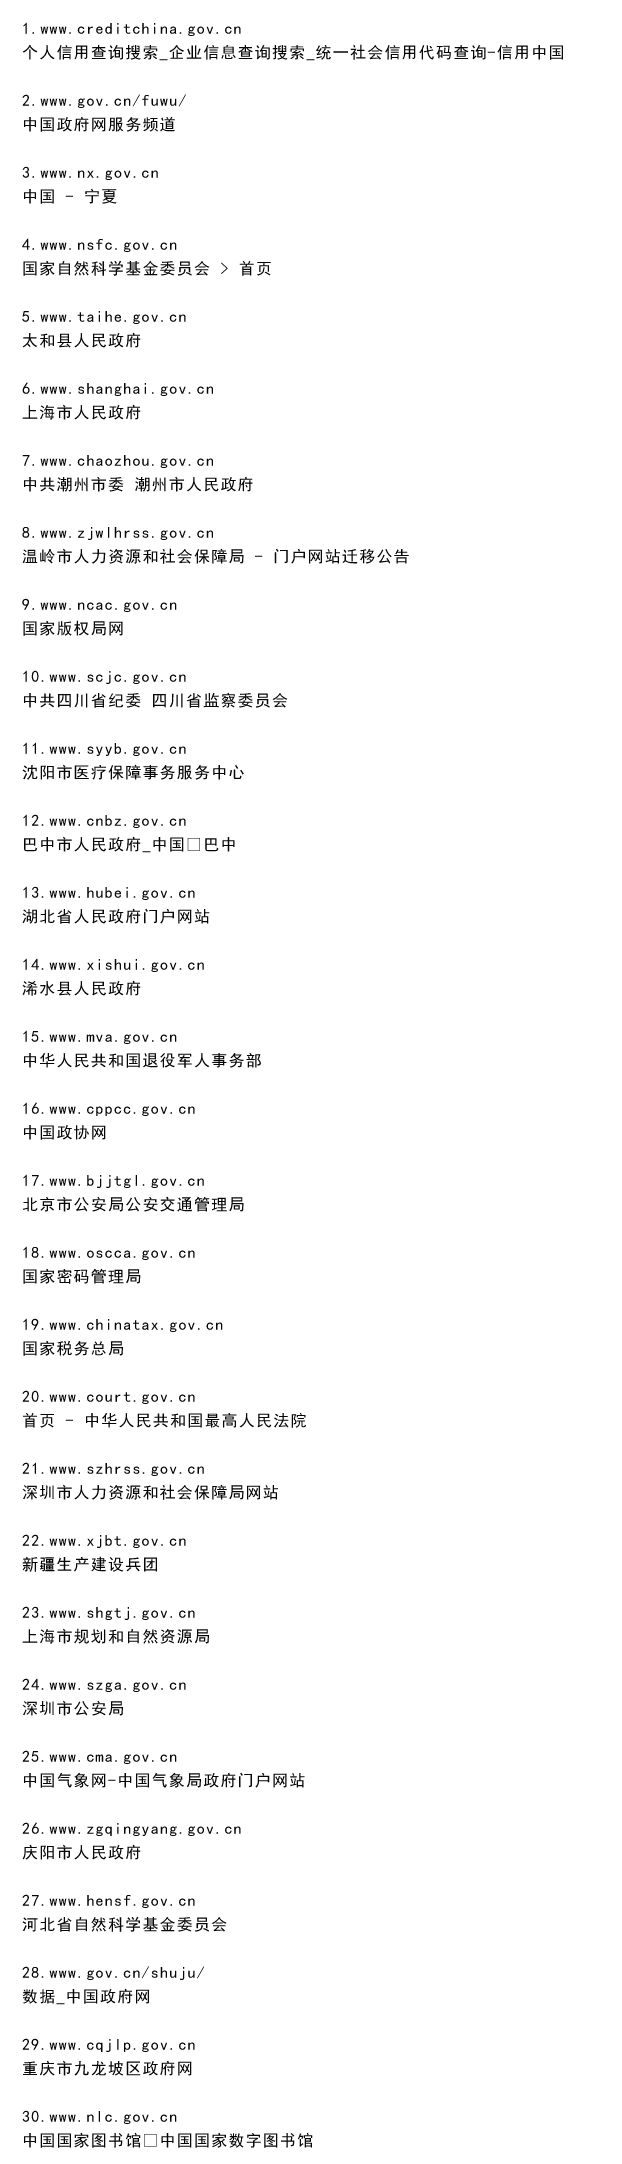 1.www.creditchina.gov.cn
个人信用查询搜索_企业信息查询搜索_统一社会信用代码查询-信用中国
2.www.gov.cn/fuwu/
中国政府网服务频道
3.www.nx.gov.cn
中国 - 宁夏
4.www.nsfc.gov.cn
国家自然科学基金委员会 > 首页
5.www.taihe.gov.cn
太和县人民政府
6.www.shanghai.gov.cn
上海市人民政府
7.www.chaozhou.gov.cn
中共潮州市委 潮州市人民政府
8.www.zjwlhrss.gov.cn
温岭市人力资源和社会保障局 - 门户网站迁移公告
9.www.ncac.gov.cn
国家版权局网
10.www.scjc.gov.cn
中共四川省纪委 四川省监察委员会
11.www.syyb.gov.cn
沈阳市医疗保障事务服务中心
12.www.cnbz.gov.cn
巴中市人民政府_中国□巴中
13.www.hubei.gov.cn
湖北省人民政府门户网站
14.www.xishui.gov.cn
浠水县人民政府
15.www.mva.gov.cn
中华人民共和国退役军人事务部
16.www.cppcc.gov.cn
中国政协网
17.www.bjjtgl.gov.cn
北京市公安局公安交通管理局
18.www.oscca.gov.cn
国家密码管理局
19.www.chinatax.gov.cn
国家税务总局
20.www.court.gov.cn
首页 - 中华人民共和国最高人民法院
21.www.szhrss.gov.cn
深圳市人力资源和社会保障局网站
22.www.xjbt.gov.cn
新疆生产建设兵团
23.www.shgtj.gov.cn
上海市规划和自然资源局
24.www.szga.gov.cn
深圳市公安局
25.www.cma.gov.cn
中国气象网-中国气象局政府门户网站
26.www.zgqingyang.gov.cn
庆阳市人民政府
27.www.hensf.gov.cn
河北省自然科学基金委员会
28.www.gov.cn/shuju/
数据_中国政府网
29.www.cqjlp.gov.cn
重庆市九龙坡区政府网
30.www.nlc.gov.cn
中国国家图书馆□中国国家数字图书馆